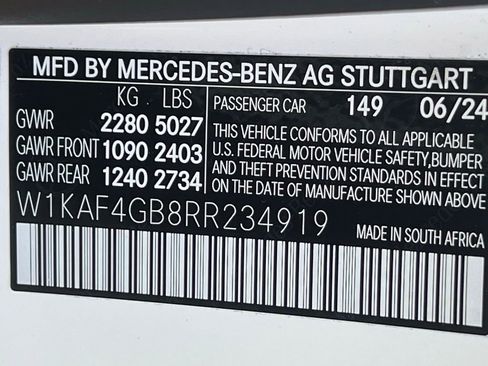 MFD BY MERCEDES-BENZ AG STUTTGART
KG LBS
GVWR 2280 5027
GAWR FRONT 1090 2403
GAWR REAR 1240 2734
PASSENGER CAR 149 06/24
THIS VEHICLE CONFORMS TO ALL APPLICABLE
U.S. FEDERAL MOTOR VEHICLE SAFETY, BUMPER
AND THEFT PREVENTION STANDARDS IN EFFECT
ON THE DATE OF MANUFACTURE SHOWN ABOVE.
W1KAF4GB8RR234919
MADE IN SOUTH AFRICA